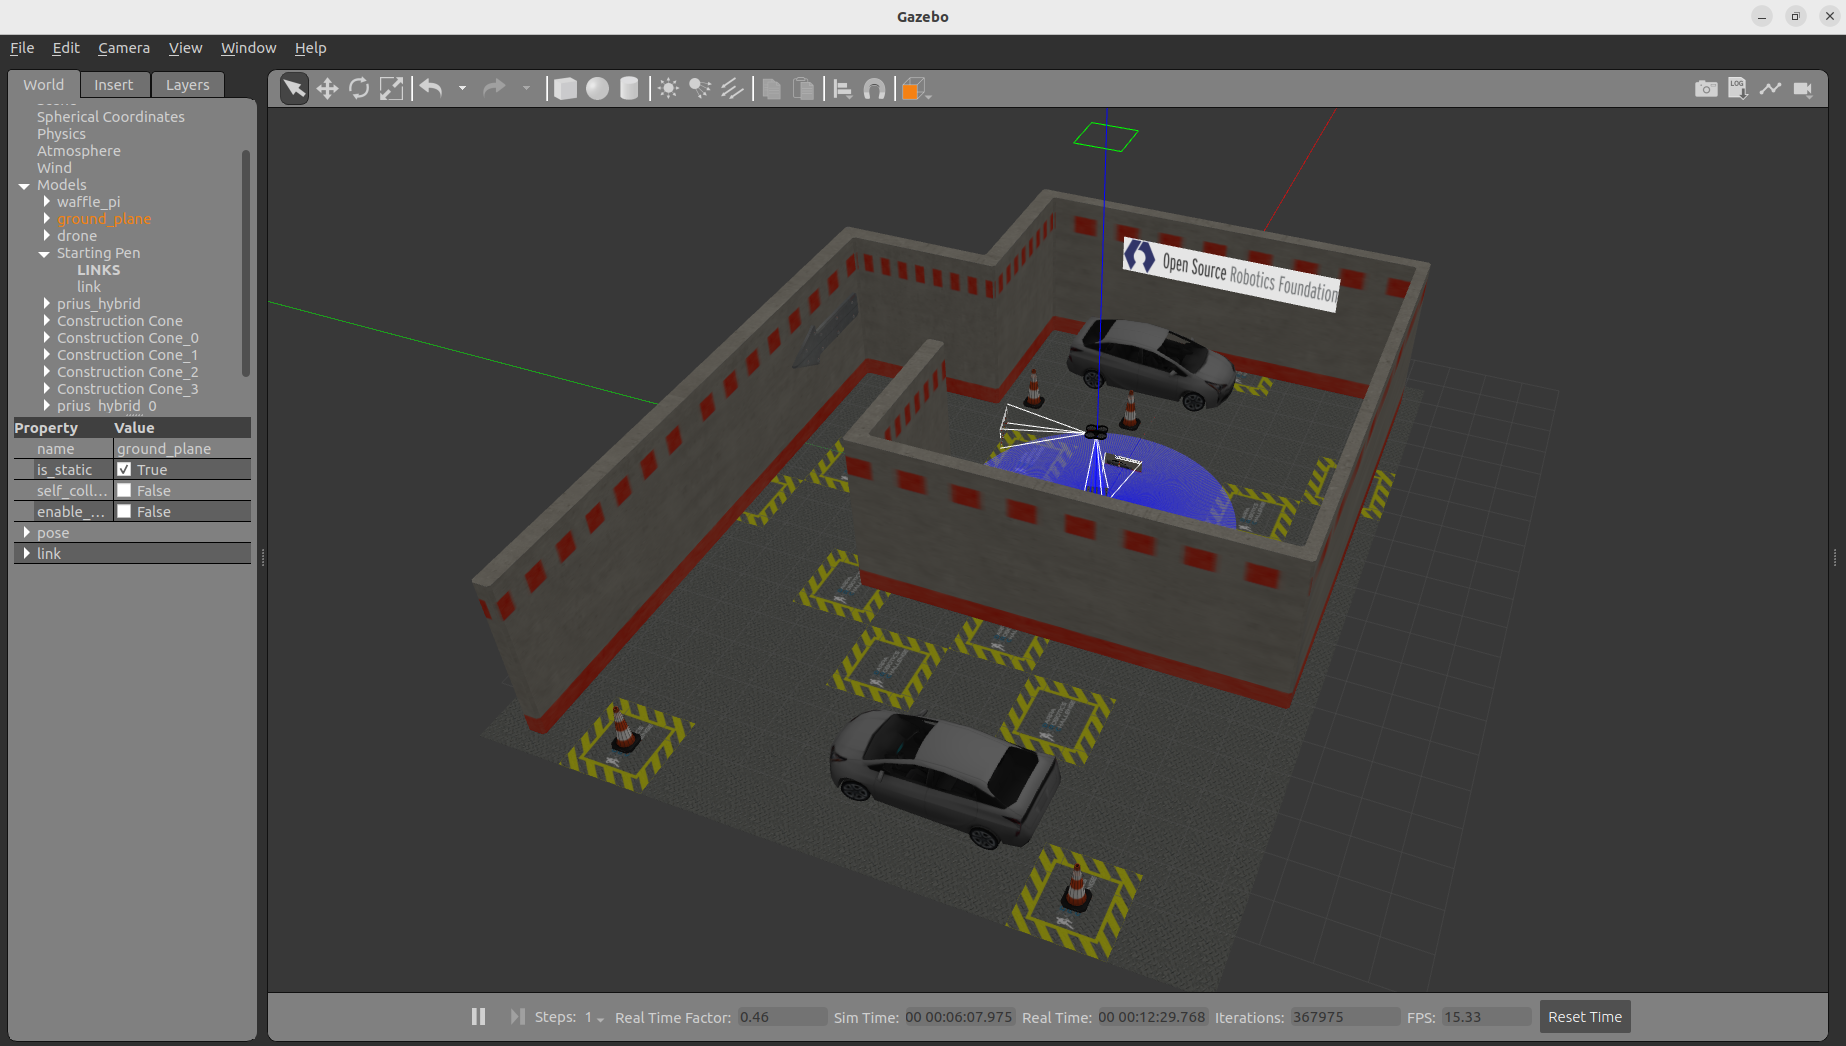 Gazebo
File Edit Camera View Window Help
World Insert Layers
Spherical Coordinates
Physics
Atmosphere
Wind
Models
waffle_pi
ground_plane
drone
Starting Pen
LINKS
link
prius_hybrid
Construction Cone
Construction Cone_0
Construction Cone_1
Construction Cone_2
Construction Cone_3
prius_hybrid_0
Property Value
name ground_plane
is_static True
self_coll... False
enable_... False
pose
link
LOG
Open Source Robotics Foundation
Steps: 1 Real Time Factor: 0.46 Sim Time: 00 00:06:07.975 Real Time: 00 00:12:29.768 Iterations: 367975 FPS: 15.33 Reset Time